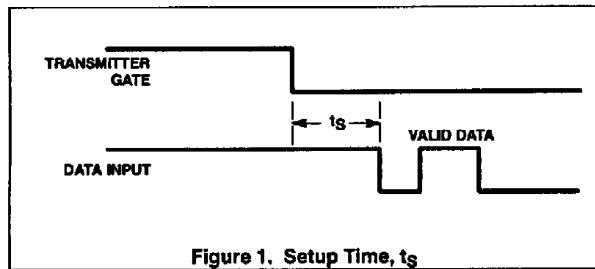 TRANSMITTER
GATE
tS
VALID DATA
DATA INPUT
Figure 1. Setup Time, tS